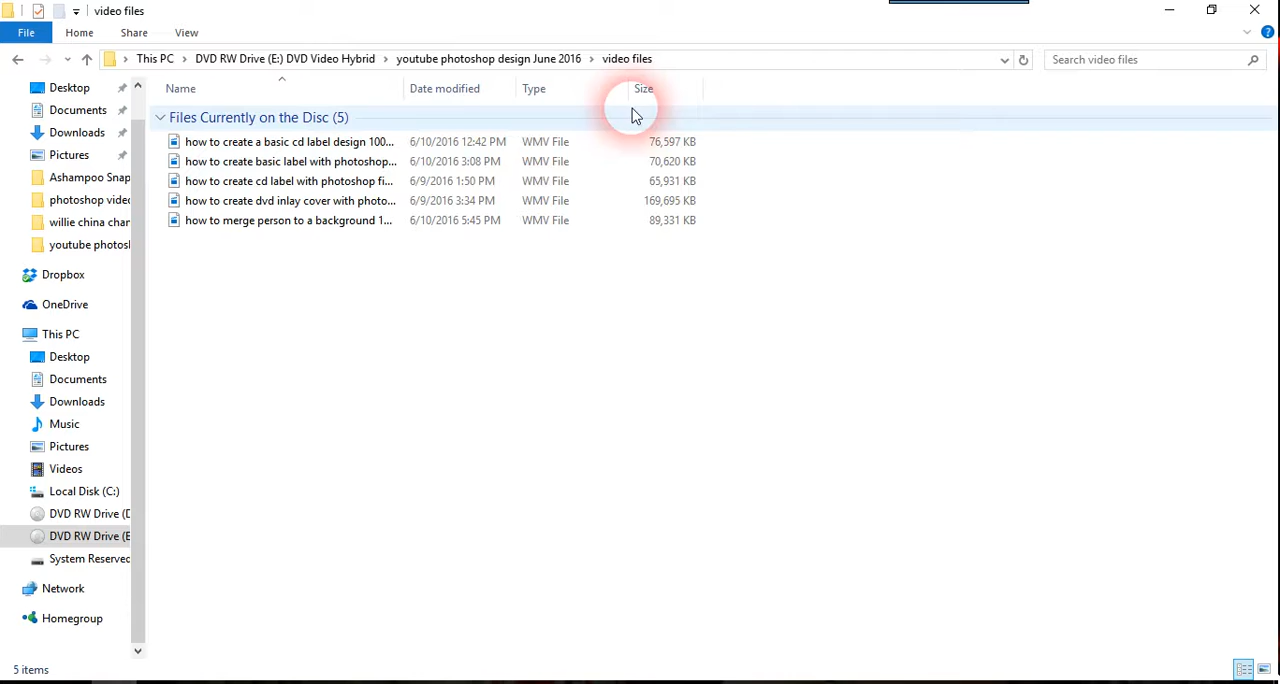 video files
File Home Share View
This PC DVD RW Drive (E:) DVD Video Hybrid youtube photoshop design June 2016 video files Search video files
Name Date modified Type Size
Files Currently on the Disc (5)
how to create a basic cd label design 100... 6/10/2016 12:42 PM WMV File 76,597 KB
how to create basic label with photoshop... 6/10/2016 3:08 PM WMV File 70,620 KB
how to create cd label with photoshop fi... 6/9/2016 1:50 PM WMV File 65,931 KB
how to create dvd inlay cover with photo... 6/9/2016 3:34 PM WMV File 169,695 KB
how to merge person to a background 1... 6/10/2016 5:45 PM WMV File 89,331 KB
Desktop
Documents
Downloads
Pictures
Ashampoo Snap
photoshop video
willie china chan
youtube photosh
Dropbox
OneDrive
This PC
Desktop
Documents
Downloads
Music
Pictures
Videos
Local Disk (C:)
DVD RW Drive (D
DVD RW Drive (E
System Reserved
Network
Homegroup
5 items